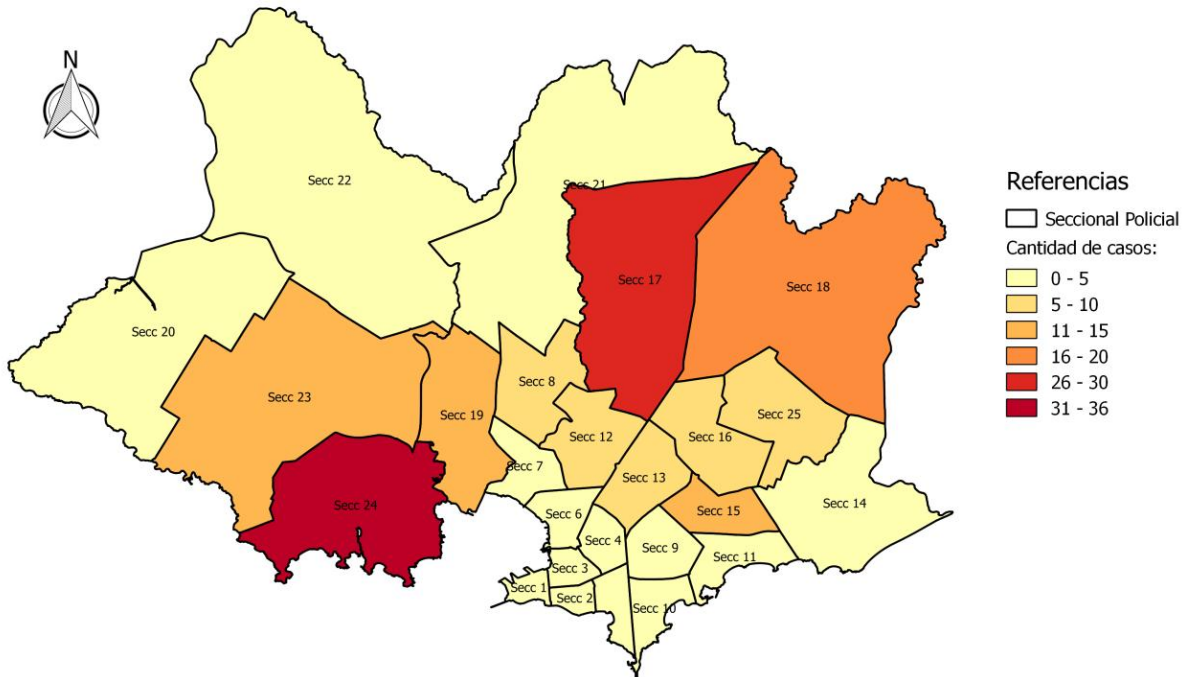 N
Secc 22
Secc 21
Secc 17
Secc 18
Secc 20
Secc 8
Secc 23
Secc 19
Secc 25
Secc 12
Secc 16
Secc 7
Secc 13
Secc 24
Secc 14
Secc 6
Secc 15
Secc 4
Secc 9
Secc 11
Secc 3
Secc 1
Secc 2
Secc 10
Referencias
Seccional Policial
Cantidad de casos:
0 - 5
5 - 10
11 - 15
16 - 20
26 - 30
31 - 36